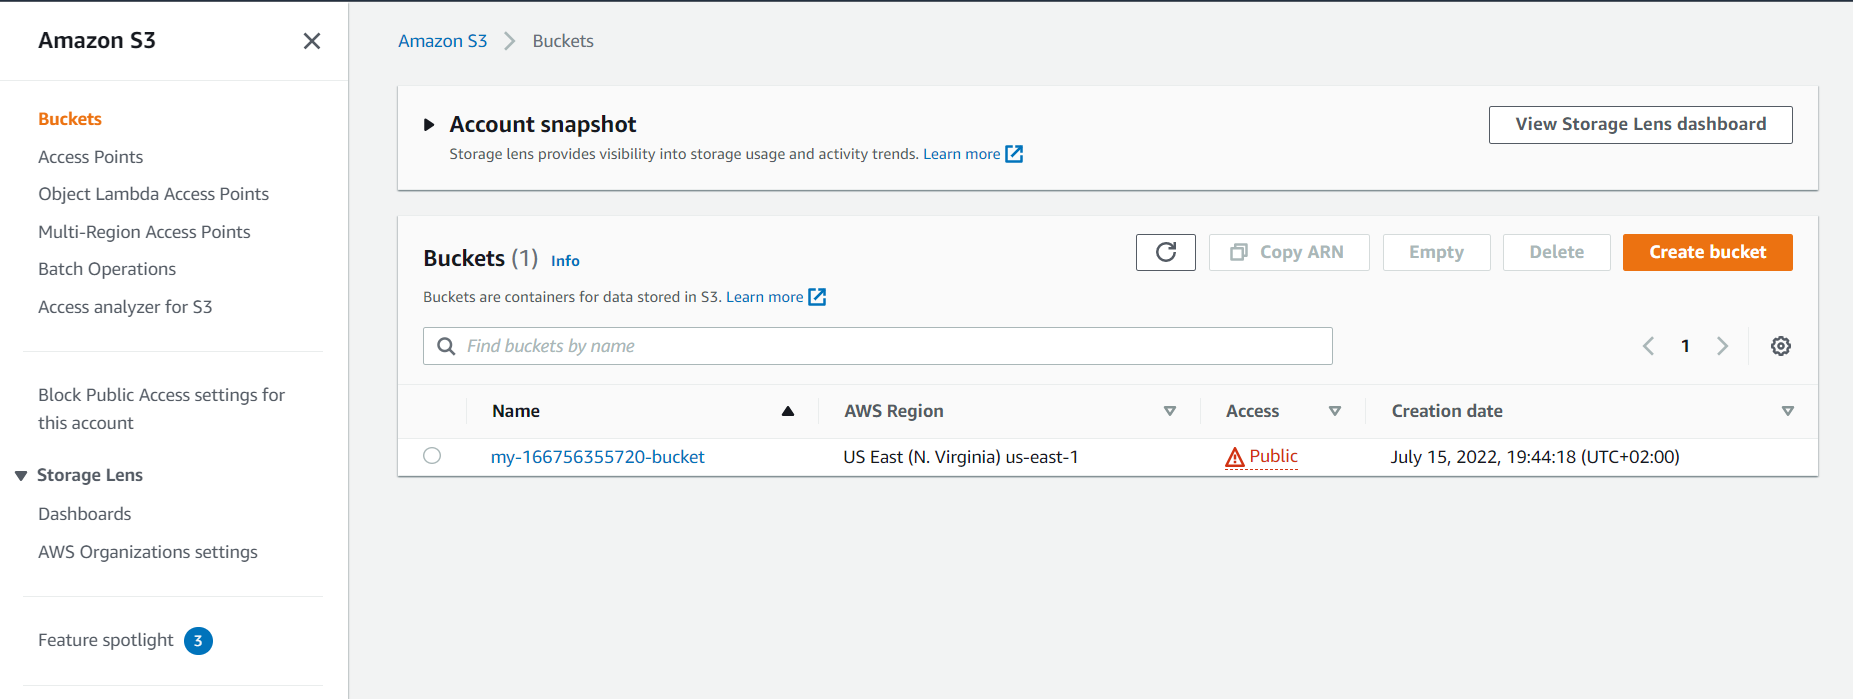 Amazon S3
Buckets
Access Points
Object Lambda Access Points
Multi-Region Access Points
Batch Operations
Access analyzer for S3
Block Public Access settings for
this account
Storage Lens
Dashboards
AWS Organizations settings
Feature spotlight 3
Amazon S3 Buckets
Account snapshot
View Storage Lens dashboard
Storage lens provides visibility into storage usage and activity trends. Learn more
Buckets (1) Info
Copy ARN Empty Delete Create bucket
Buckets are containers for data stored in S3. Learn more
Find buckets by name
1
Name AWS Region Access Creation date
my-166756355720-bucket US East (N. Virginia) us-east-1 Public July 15, 2022, 19:44:18 (UTC+02:00)